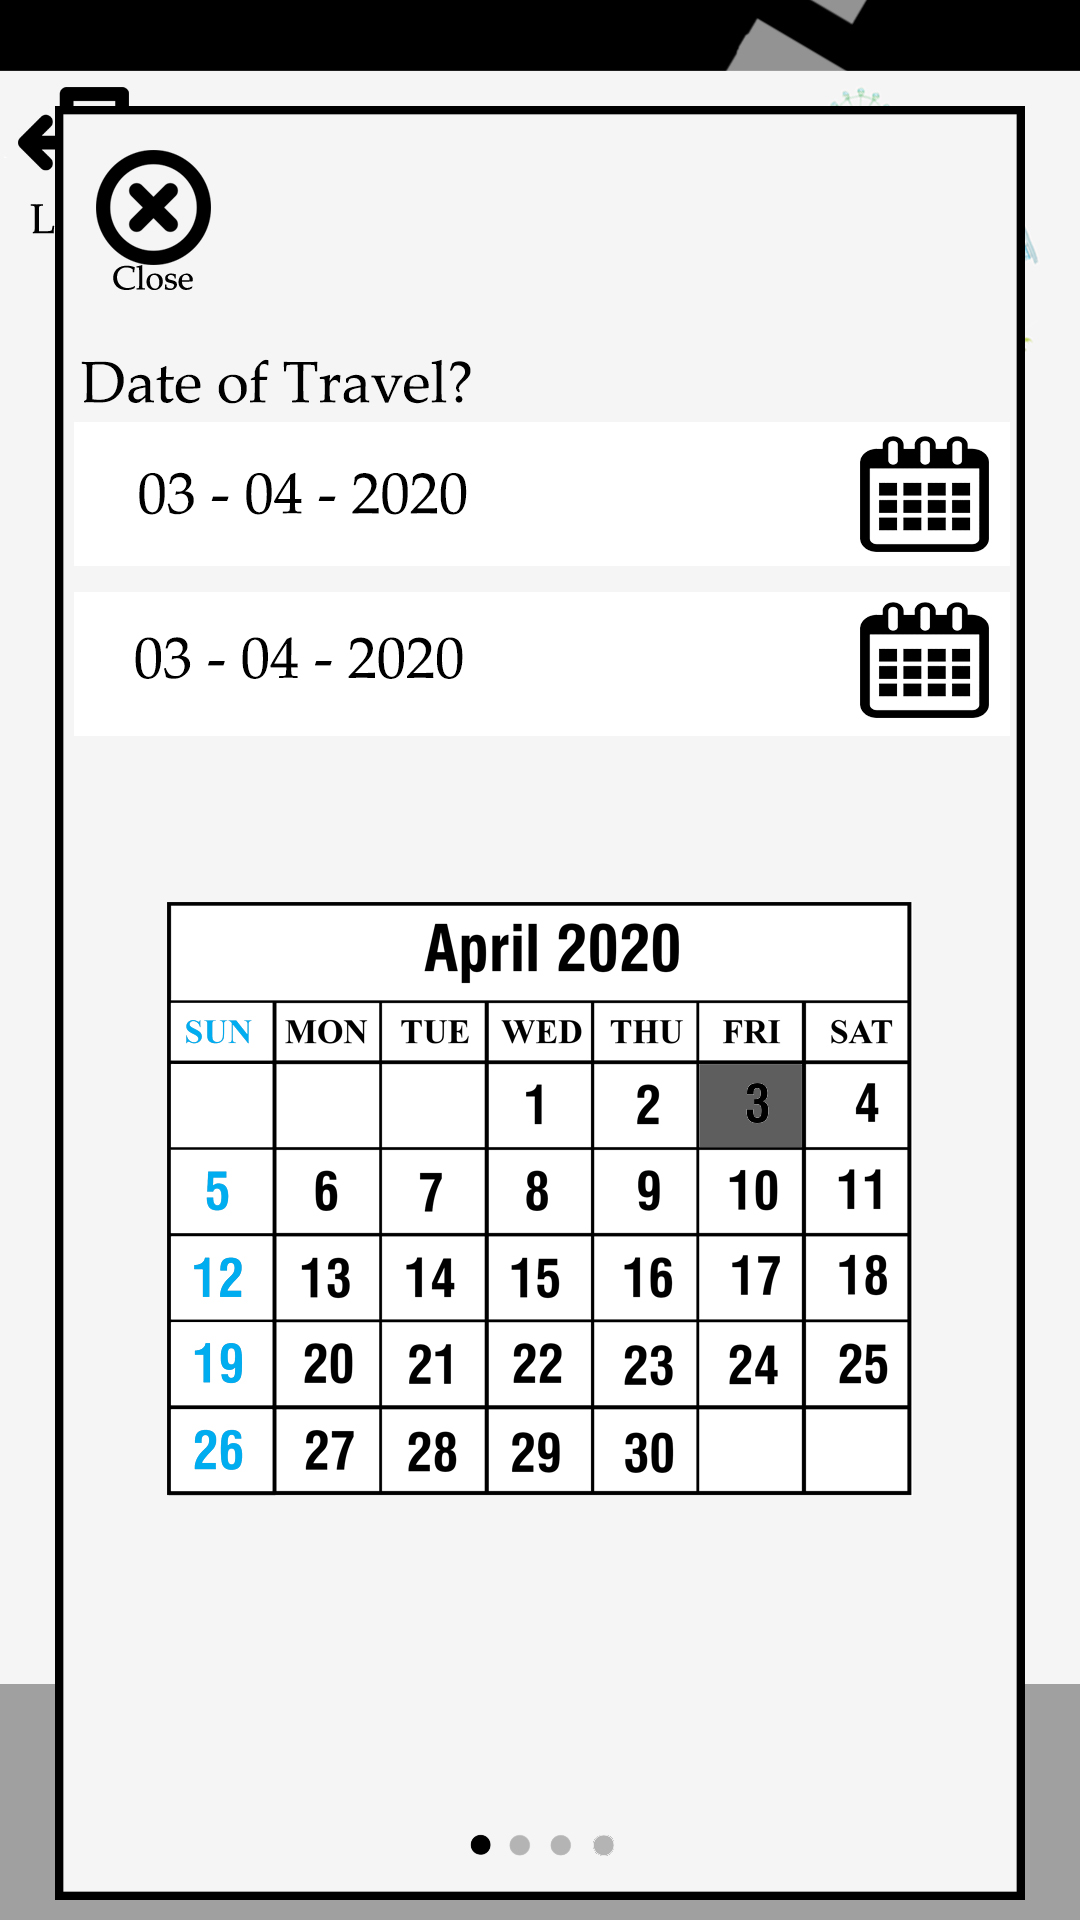 L
Close
Date of Travel?
03 - 04 - 2020
03 - 04 - 2020
April 2020
SUN MON TUE WED THU FRI SAT
1 2 3 4
5 6 7 8 9 10 11
12 13 14 15 16 17 18
19 20 21 22 23 24 25
26 27 28 29 30